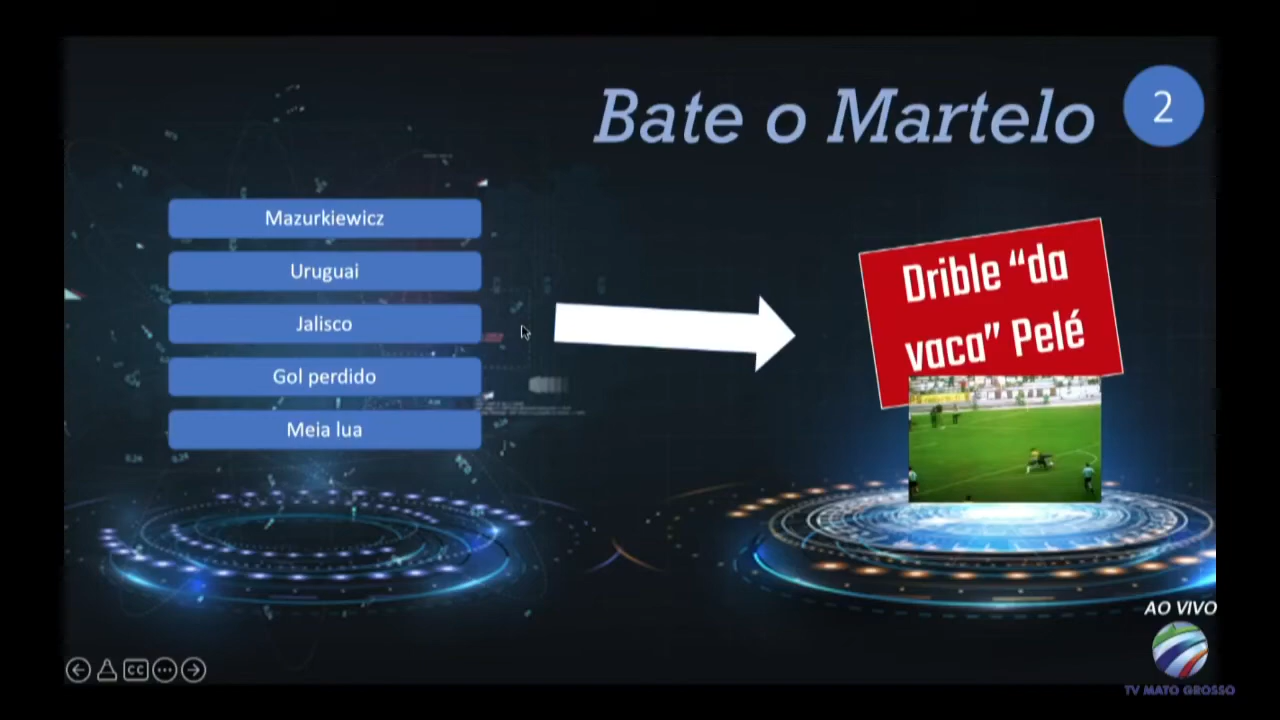 Bate o Martelo
2
Mazurkiewicz
Uruguai
Jalisco
Gol perdido
Meia lua
Drible “da
vaca” Pelé
AO VIVO
TV MATO GROSSO
CC